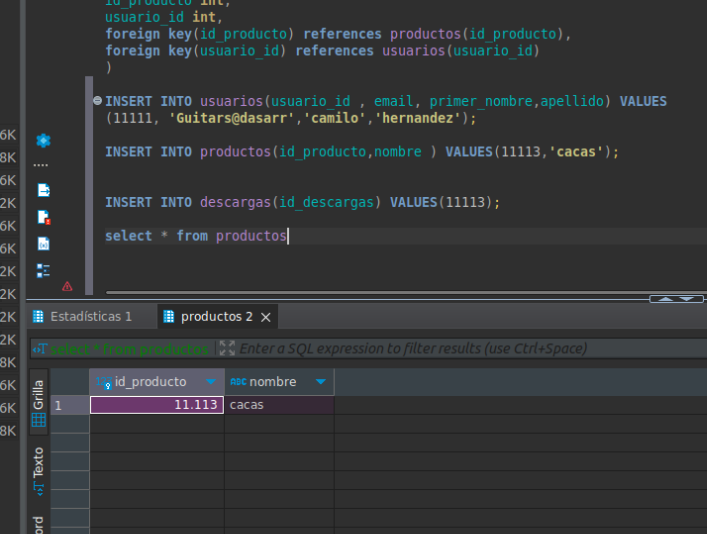 id_producto int,
usuario_id int,
foreign key(id_producto) references productos(id_producto),
foreign key(usuario_id) references usuarios(usuario_id)
)
INSERT INTO usuarios(usuario_id , email, primer_nombre,apellido) VALUES
(11111, 'Guitars@dasarr','camilo','hernandez');
INSERT INTO productos(id_producto,nombre ) VALUES(11113,'cacas');
INSERT INTO descargas(id_descargas) VALUES(11113);
select * from productos
6K
8K
6K
2K
6K
6K
2K
2K
2K
2K
8K
6K
6K
8K
Estadísticas 1
productos 2
select * from productos
Enter a SQL expression to filter results (use Ctrl+Space)
id_producto
ABC nombre
1
11.113
cacas
Grilla
Texto
ord